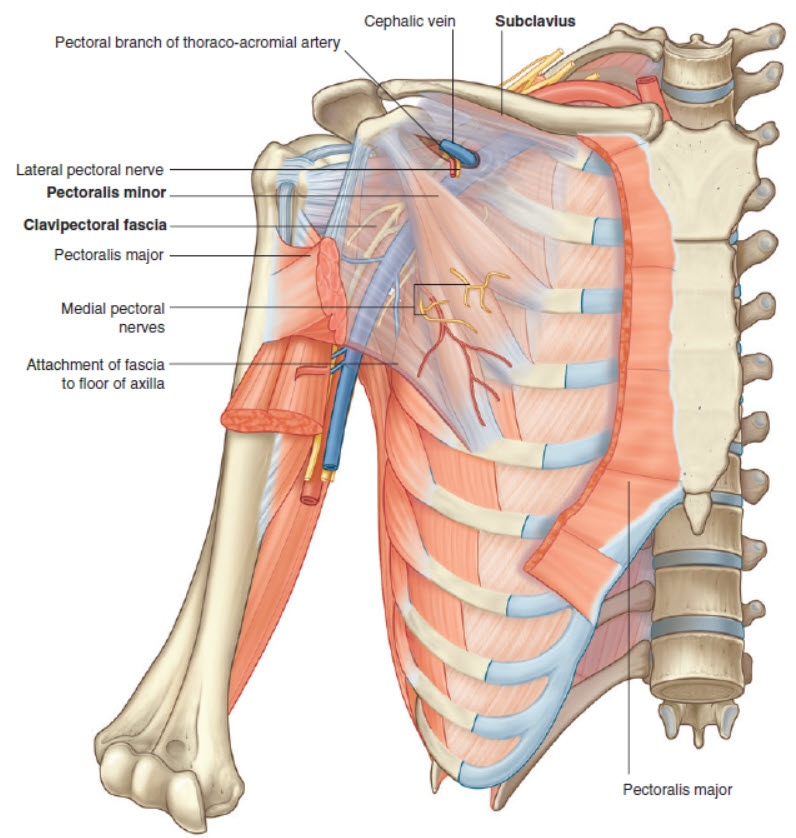 Cephalic vein
Subclavius
Pectoral branch of thoraco-acromial artery
Lateral pectoral nerve
Pectoralis minor
Clavipectoral fascia
Pectoralis major
Medial pectoral
nerves
Attachment of fascia
to floor of axilla
Pectoralis major